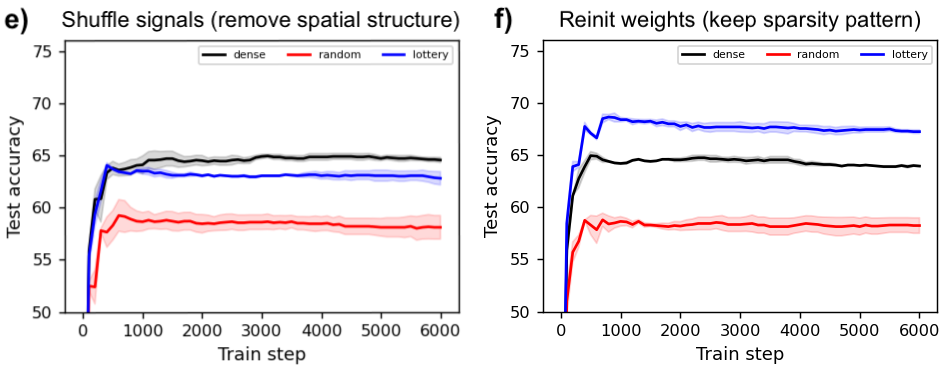 e) Shuffle signals (remove spatial structure)
dense random lottery
75
70
65
60
55
50
Test accuracy
0 1000 2000 3000 4000 5000 6000
Train step
f) Reinit weights (keep sparsity pattern)
dense random lottery
75
70
65
60
55
50
Test accuracy
0 1000 2000 3000 4000 5000 6000
Train step